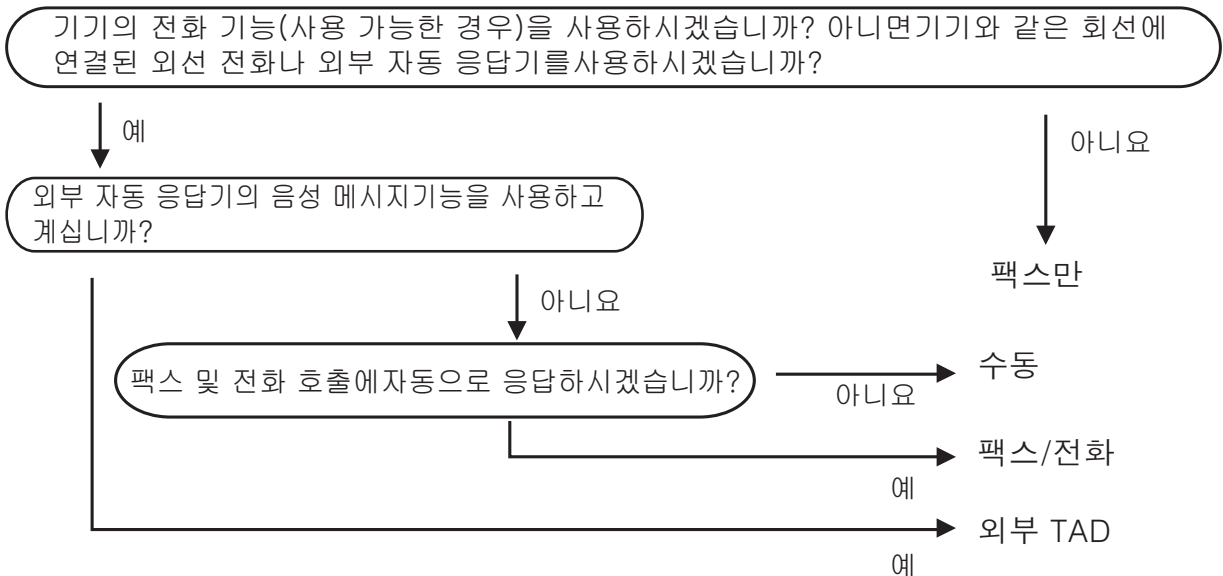 기기의 전화 기능(사용 가능한 경우)을 사용하시겠습니까? 아니면기기와 같은 회선에
연결된 외선 전화나 외부 자동 응답기를사용하시겠습니까?
예
아니요
외부 자동 응답기의 음성 메시지기능을 사용하고
계십니까?
팩스만
아니요
팩스 및 전화 호출에자동으로 응답하시겠습니까?
수동
아니요
팩스/전화
예
외부 TAD
예